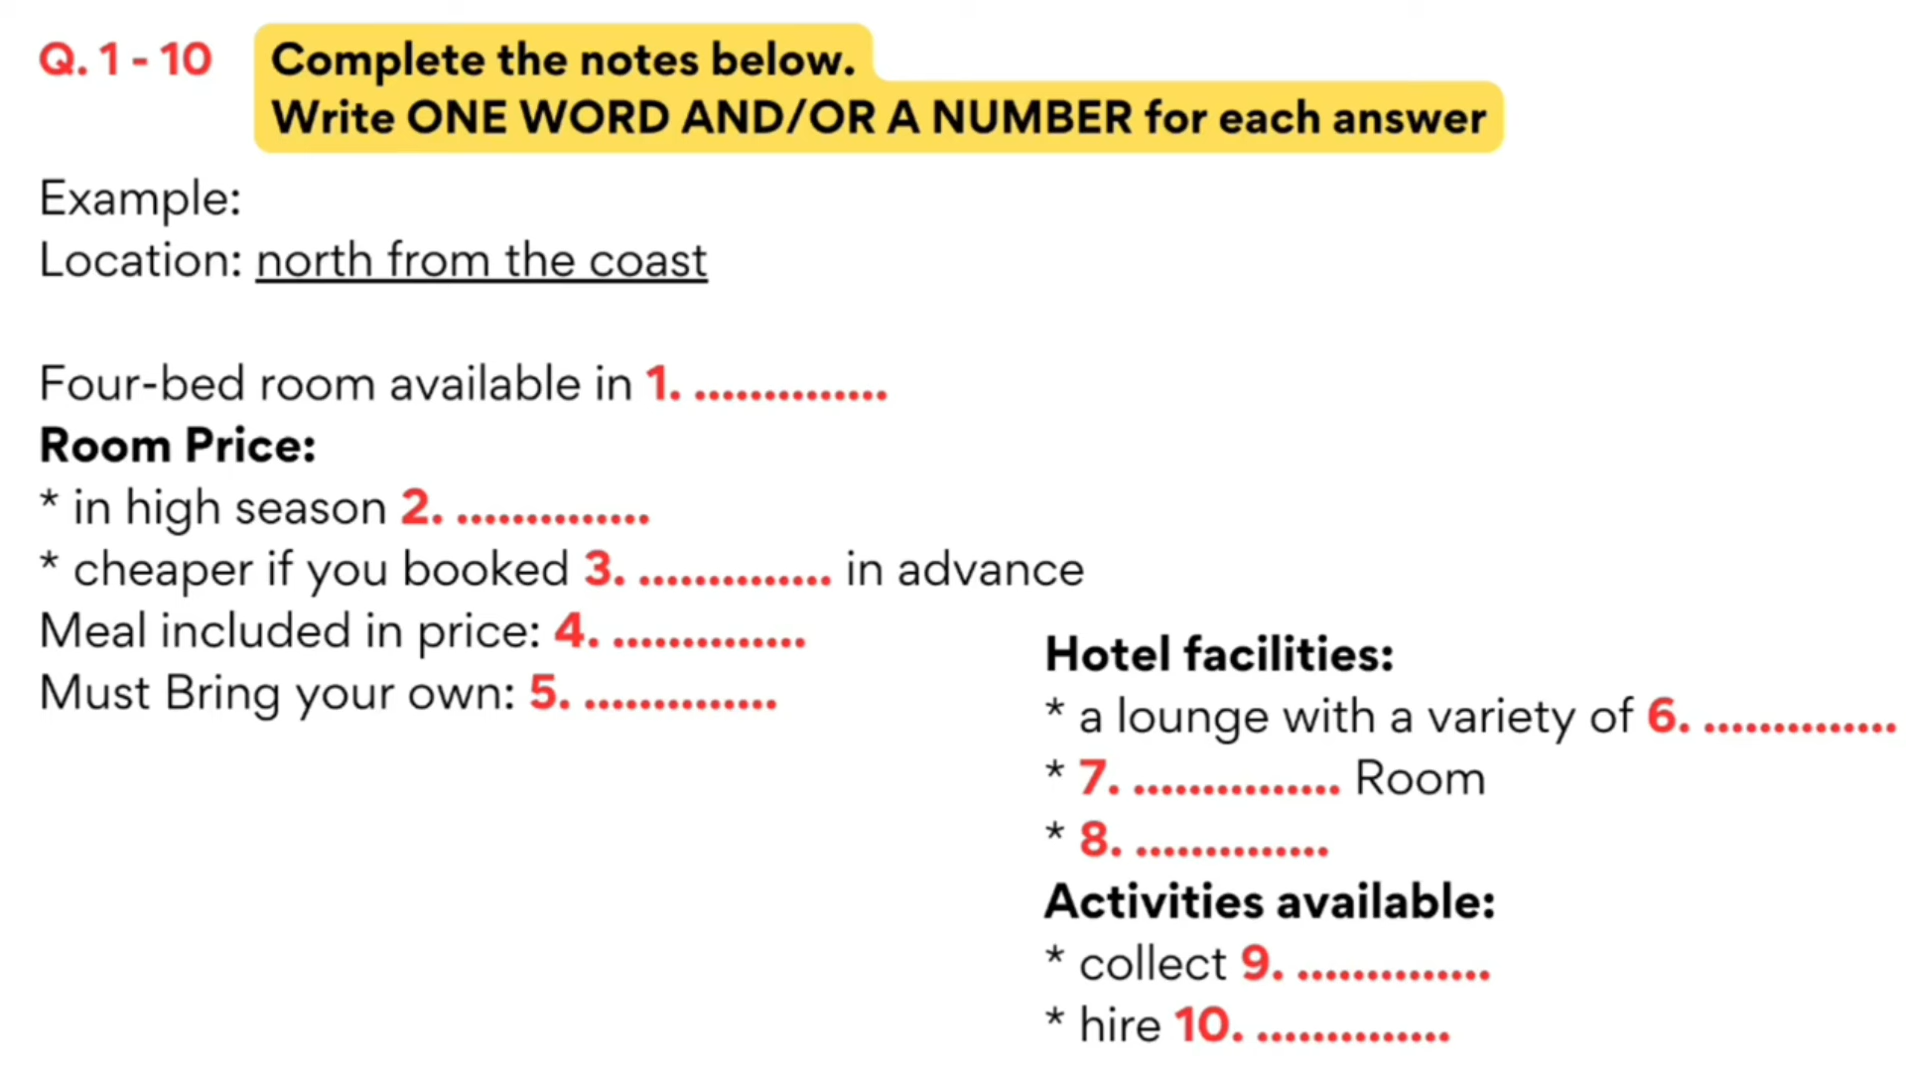 Q. 1 - 10 Complete the notes below.
Write ONE WORD AND/OR A NUMBER for each answer
Example:
Location: north from the coast
Four-bed room available in 1. ..............
Room Price:
* in high season 2. ..............
* cheaper if you booked 3. .............. in advance
Meal included in price: 4. ..............
Must Bring your own: 5. ..............
Hotel facilities:
* a lounge with a variety of 6. ..............
* 7. ............... Room
* 8. ..............
Activities available:
* collect 9. ..............
* hire 10. ..............